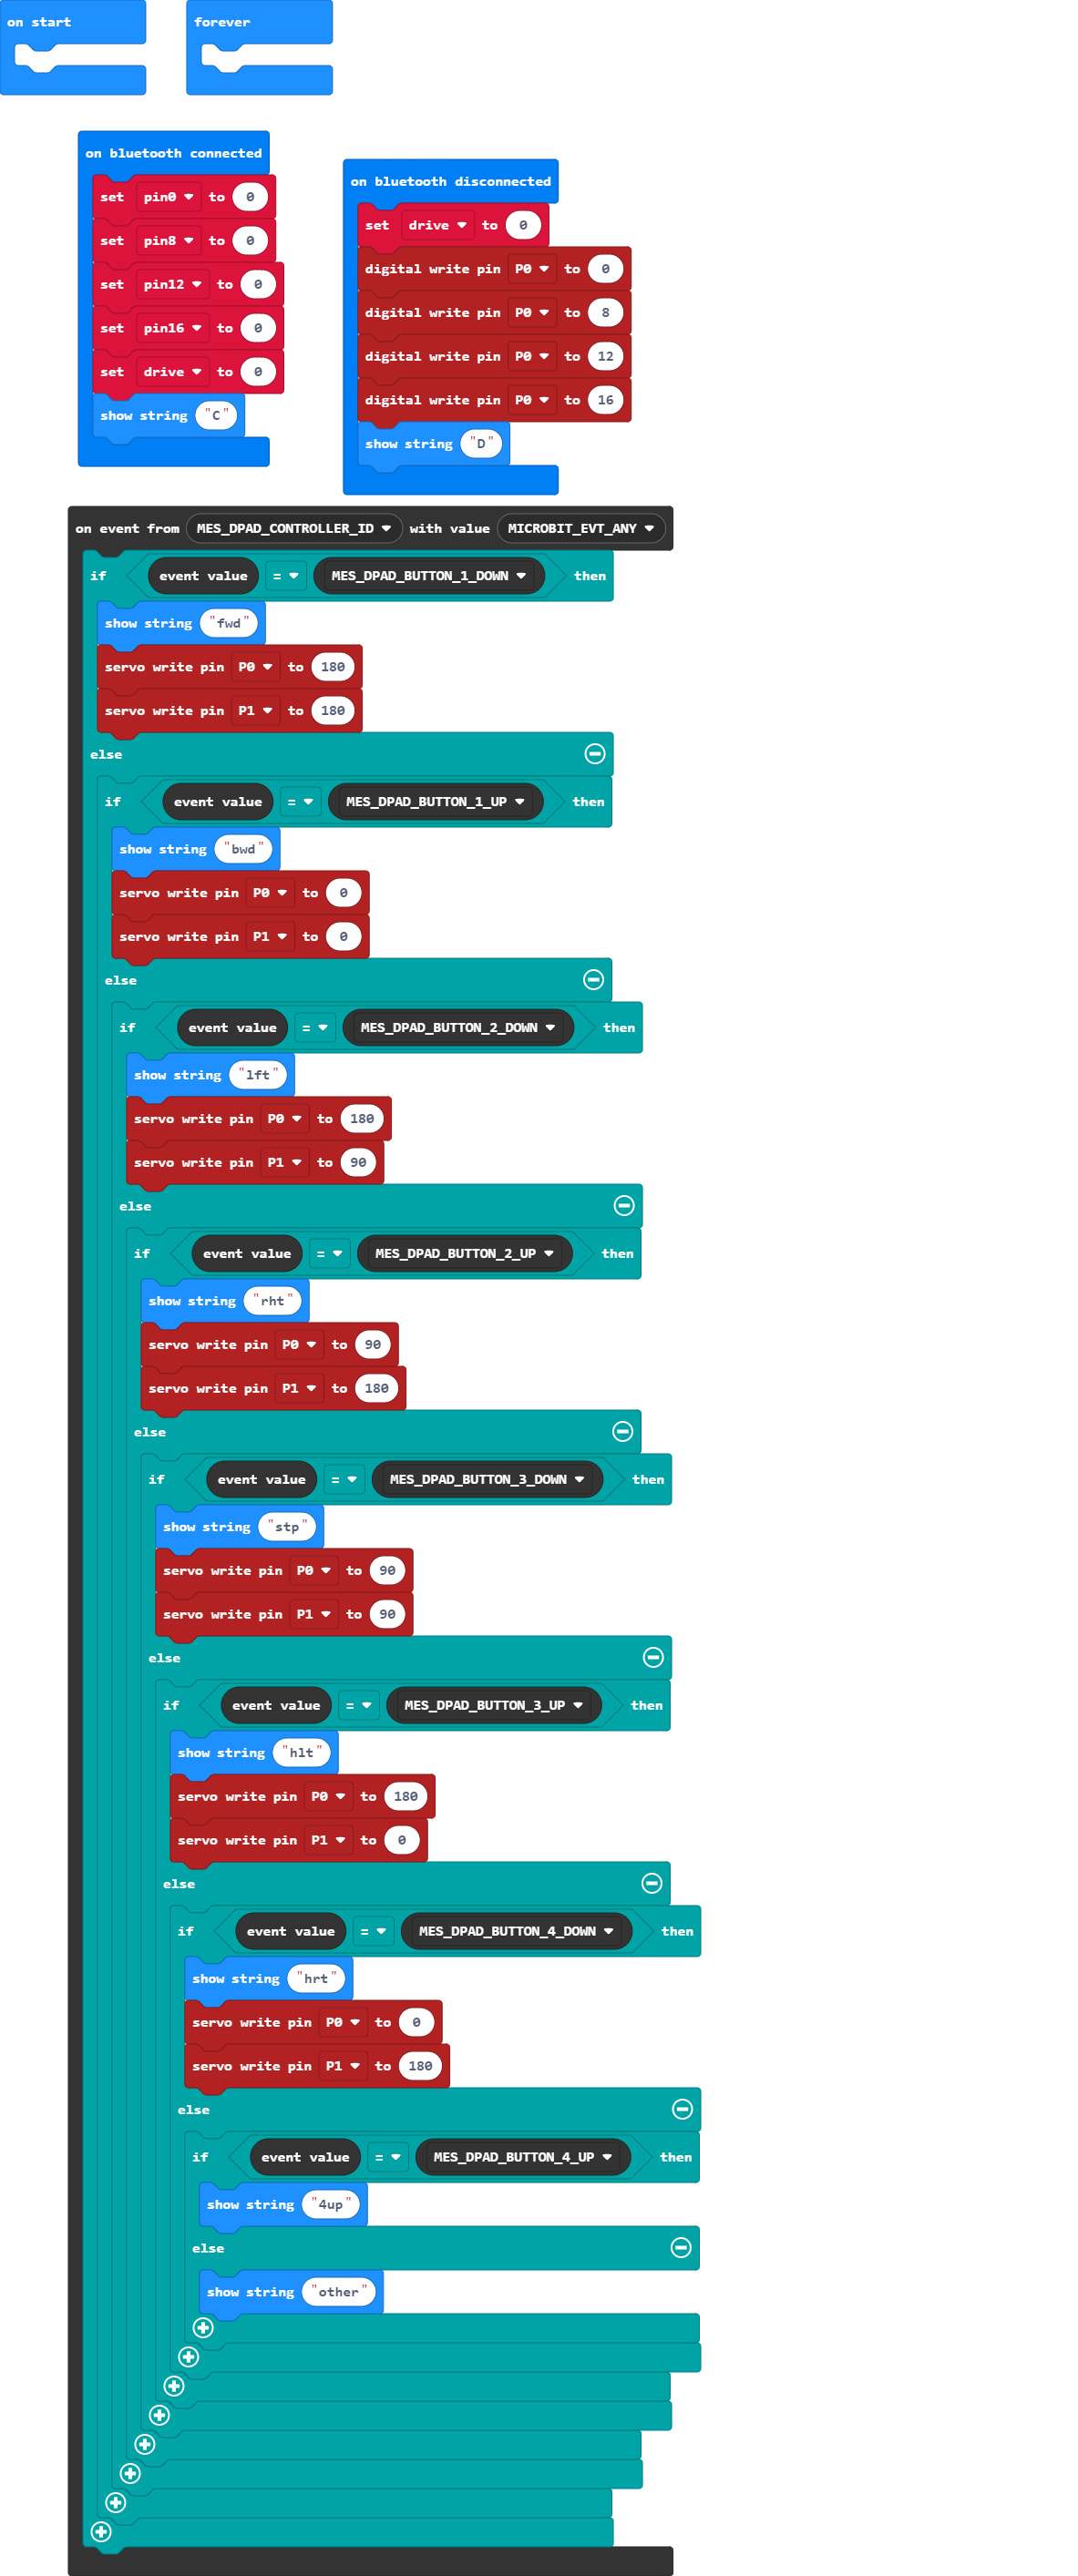 on start
forever
on bluetooth connected
set pin0 to 0
set pin8 to 0
set pin12 to 0
set pin16 to 0
set drive to 0
show string "C"
on bluetooth disconnected
set drive to 0
digital write pin P0 to 0
digital write pin P0 to 8
digital write pin P0 to 12
digital write pin P0 to 16
show string "D"
on event from MES_DPAD_CONTROLLER_ID with value MICROBIT_EVT_ANY
if event value = MES_DPAD_BUTTON_1_DOWN then
show string "fwd"
servo write pin P0 to 180
servo write pin P1 to 180
else
if event value = MES_DPAD_BUTTON_1_UP then
show string "bwd"
servo write pin P0 to 0
servo write pin P1 to 0
else
if event value = MES_DPAD_BUTTON_2_DOWN then
show string "lft"
servo write pin P0 to 180
servo write pin P1 to 90
else
if event value = MES_DPAD_BUTTON_2_UP then
show string "rht"
servo write pin P0 to 90
servo write pin P1 to 180
else
if event value = MES_DPAD_BUTTON_3_DOWN then
show string "stp"
servo write pin P0 to 90
servo write pin P1 to 90
else
if event value = MES_DPAD_BUTTON_3_UP then
show string "hlt"
servo write pin P0 to 180
servo write pin P1 to 0
else
if event value = MES_DPAD_BUTTON_4_DOWN then
show string "hrt"
servo write pin P0 to 0
servo write pin P1 to 180
else
if event value = MES_DPAD_BUTTON_4_UP then
show string "4up"
else
show string "other"